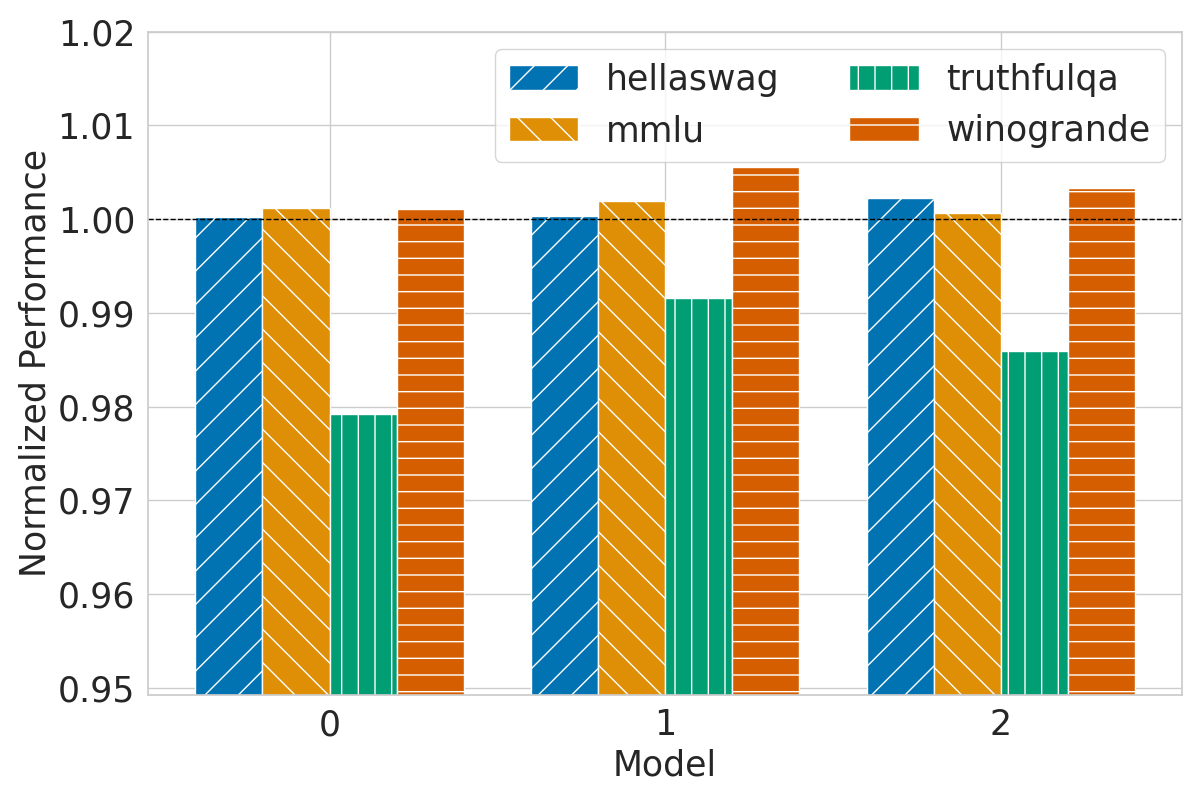 1.02
1.01
1.00
0.99
0.98
0.97
0.96
0.95
Normalized Performance
hellaswag
mmlu
truthfulqa
winogrande
0 1 2
Model